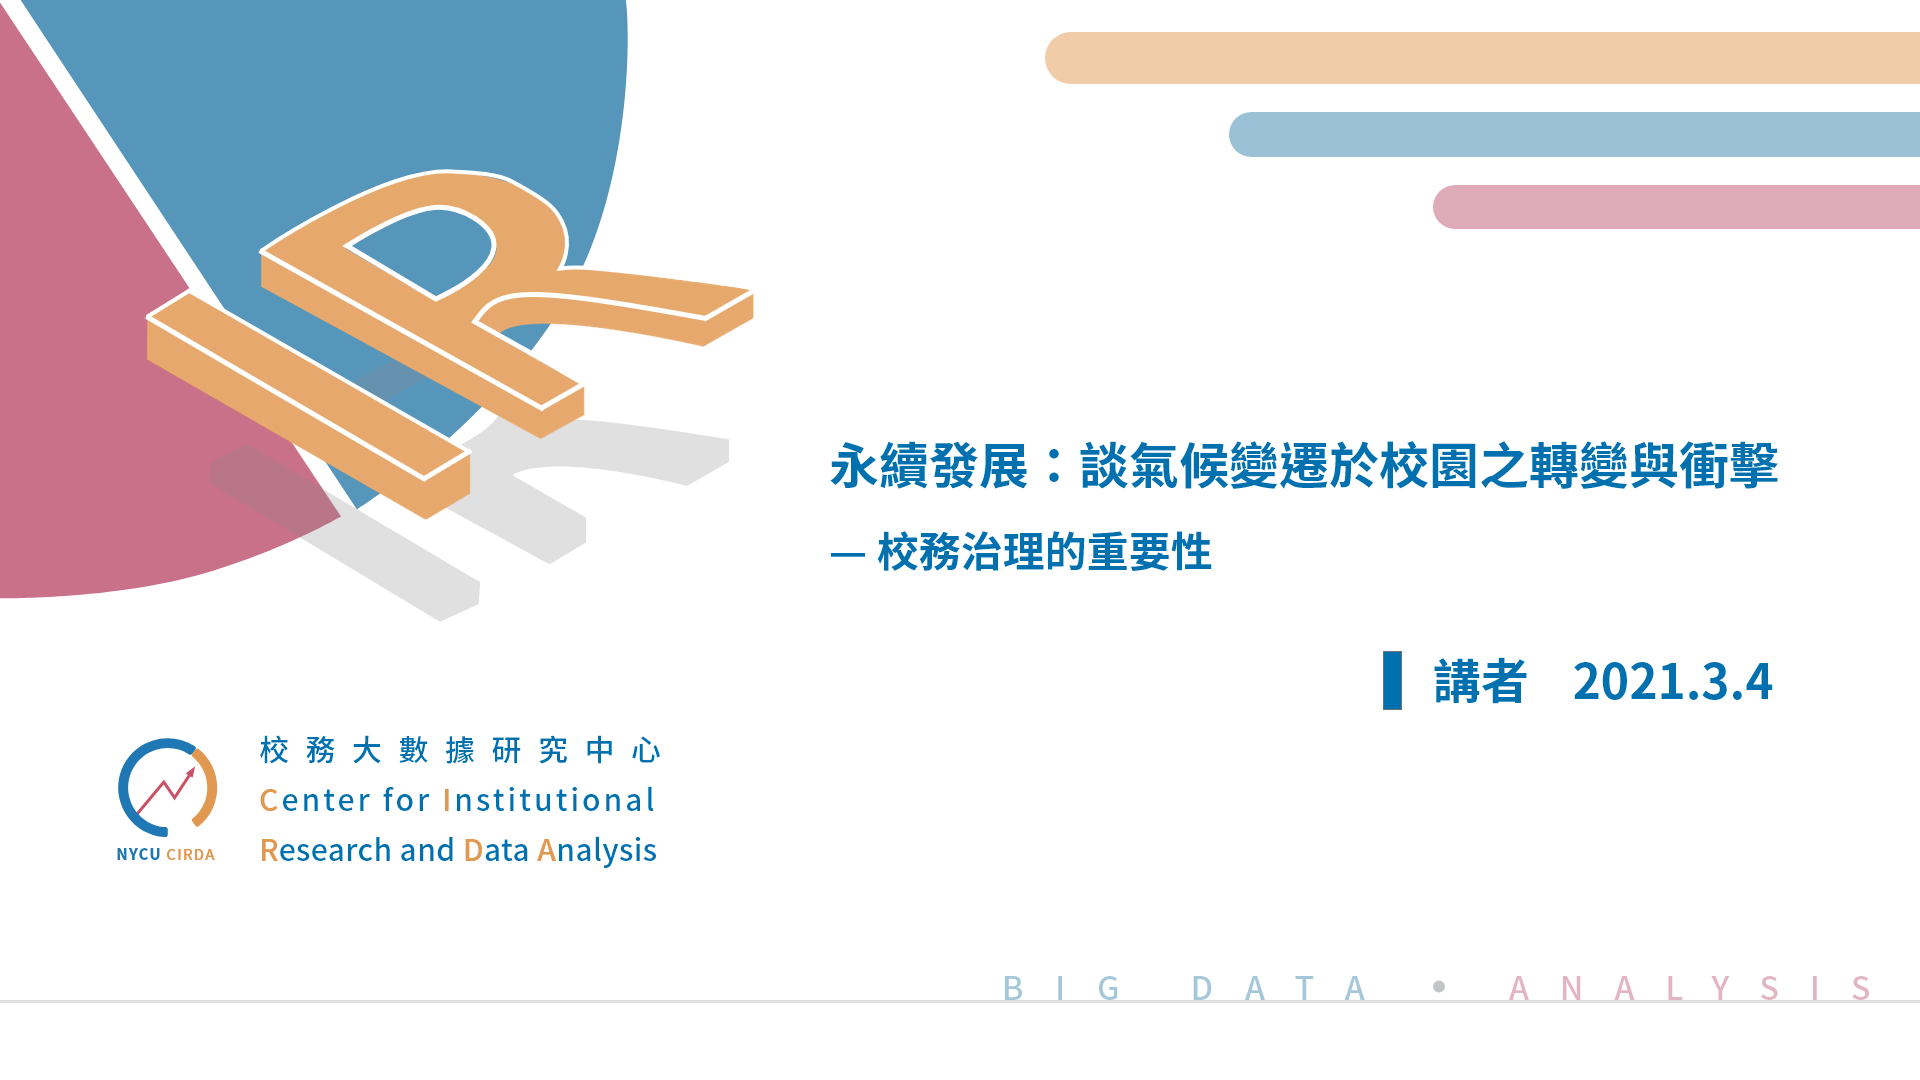 IR
永續發展：談氣候變遷於校園之轉變與衝擊
— 校務治理的重要性
講者 2021.3.4
校務大數據研究中心
Center for Institutional
Research and Data Analysis
NYCU CIRDA
BIG DATA • ANALYSIS